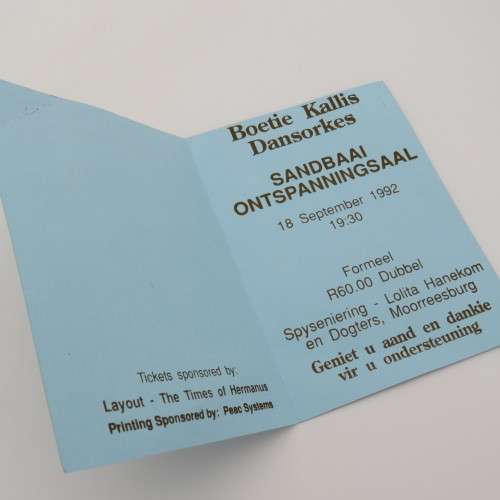 Tickets sponsored by:
Layout - The Times of Hermanus
Printing Sponsored by: Peac Systems
Boetie Kallis
Dansorkes
SANDBAAI
ONTSPANNINGSAAL
18 September 1992
19:30
Formeel
R60.00 Dubbel
Spyseniering - Lolita Hanekom
en Dogters, Moorreesburg
Geniet u aand en dankie
vir u ondersteuning